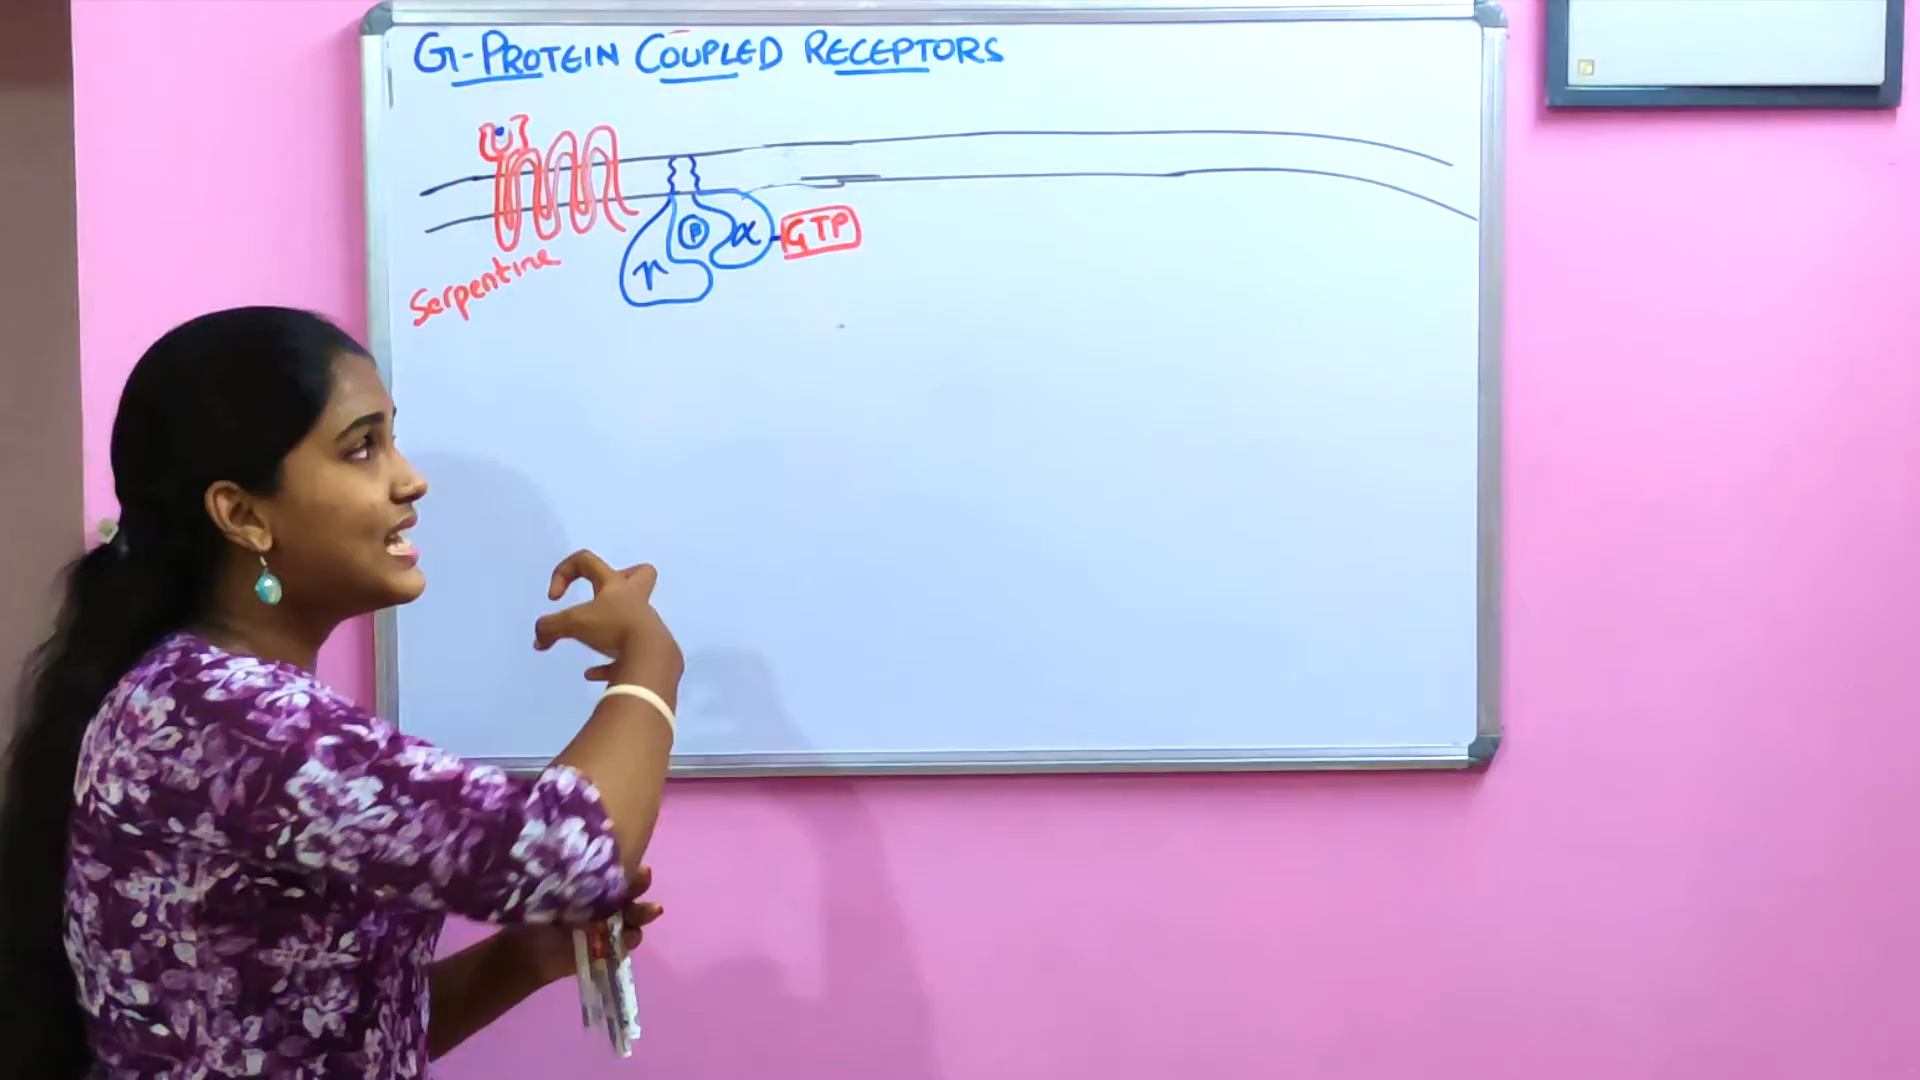 G-PROTEIN COUPLED RECEPTORS
γ
β
α
GTP
Serpentine